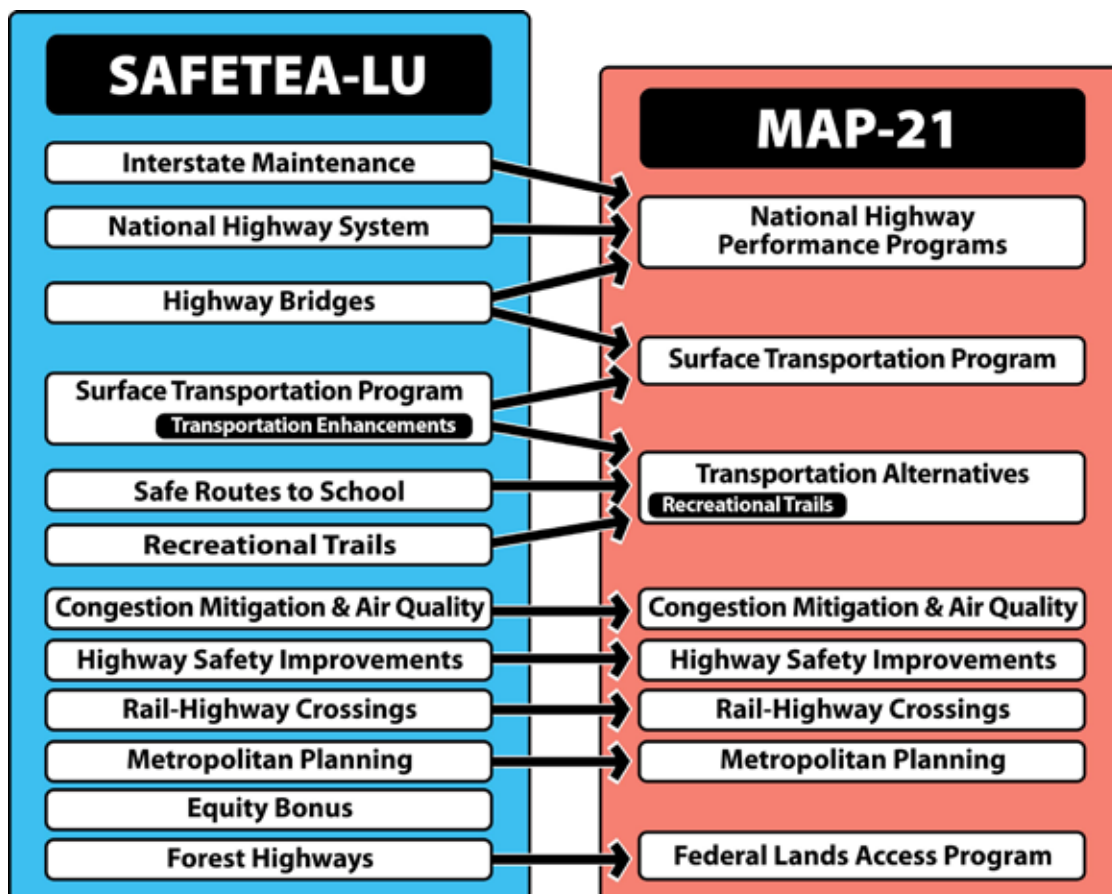 SAFETEA-LU
Interstate Maintenance
National Highway System
Highway Bridges
Surface Transportation Program
Transportation Enhancements
Safe Routes to School
Recreational Trails
Congestion Mitigation & Air Quality
Highway Safety Improvements
Rail-Highway Crossings
Metropolitan Planning
Equity Bonus
Forest Highways
MAP-21
National Highway
Performance Programs
Surface Transportation Program
Transportation Alternatives
Recreational Trails
Congestion Mitigation & Air Quality
Highway Safety Improvements
Rail-Highway Crossings
Metropolitan Planning
Federal Lands Access Program